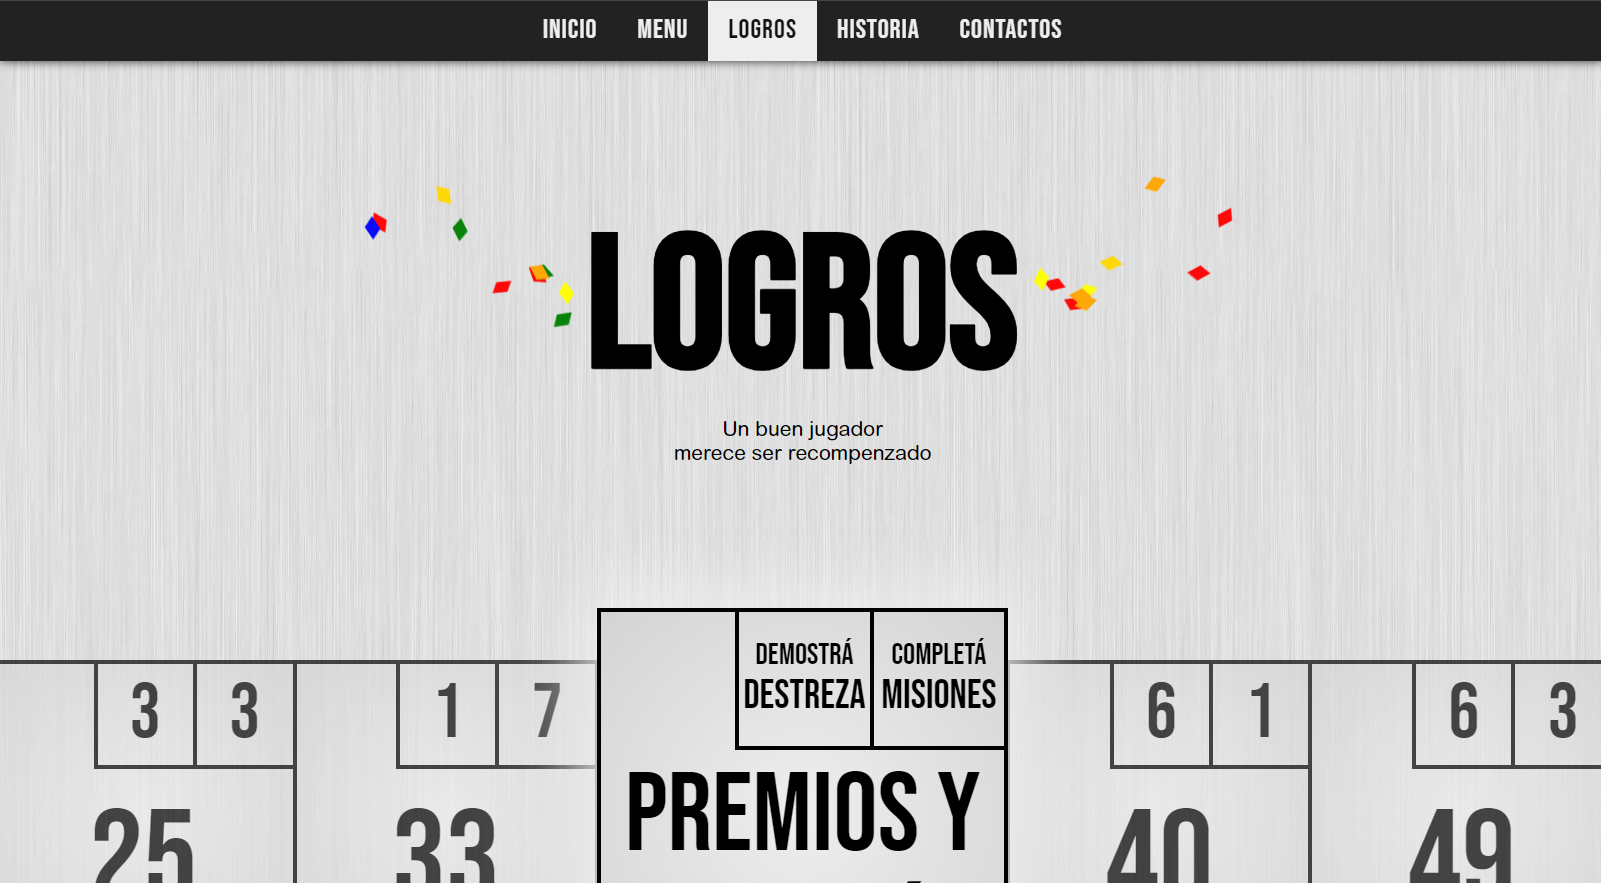 INICIO MENU LOGROS HISTORIA CONTACTOS
LOGROS
Un buen jugador
merece ser recompenzado
3 3
25
1 7
33
DEMOSTRÁ
DESTREZA
COMPLETÁ
MISIONES
PREMIOS Y
6 1
40
6 3
49